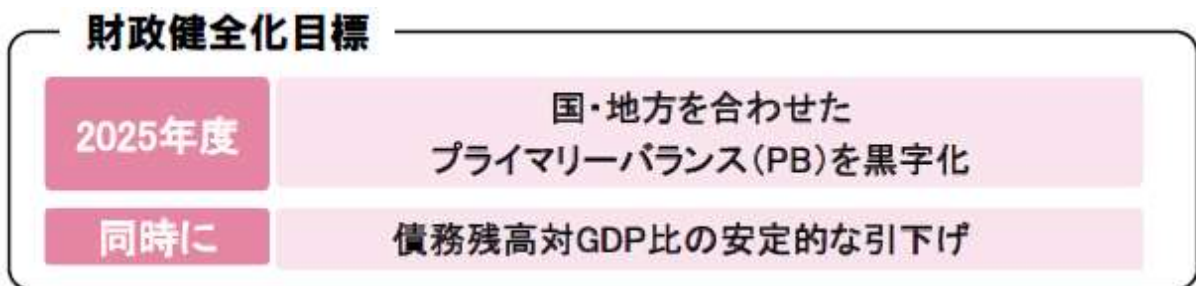 財政健全化目標
2025年度
国・地方を合わせた
プライマリーバランス（PB）を黒字化
同時に
債務残高対GDP比の安定的な引下げ